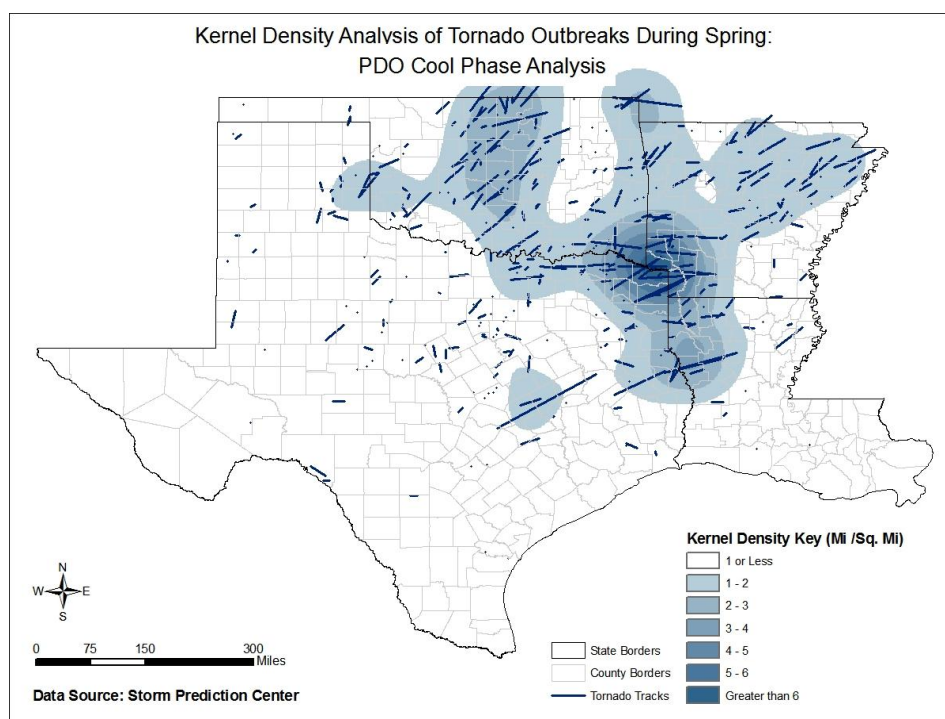 Kernel Density Analysis of Tornado Outbreaks During Spring:
PDO Cool Phase Analysis
Kernel Density Key (Mi /Sq. Mi)
1 or Less
1 - 2
2 - 3
3 - 4
4 - 5
5 - 6
Greater than 6
State Borders
County Borders
Tornado Tracks
N
W E
S
0 75 150 300
Miles
Data Source: Storm Prediction Center